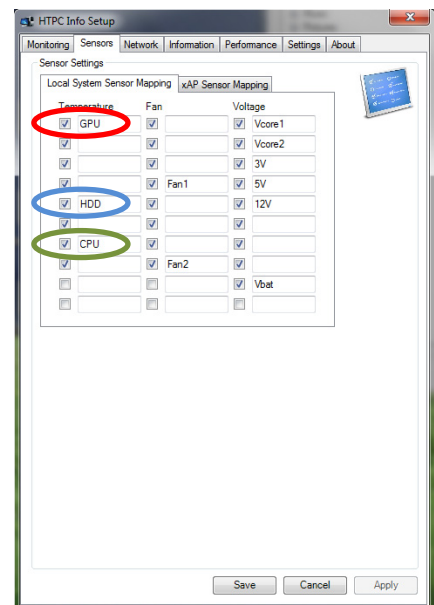 HTPC Info Setup
Monitoring Sensors Network Information Perfomance Settings About
Sensor Settings
Local System Sensor Mapping xAP Sensor Mapping
Temperature Fan Voltage
GPU Vcore1
Vcore2
3V
Fan1 5V
HDD 12V
CPU
Fan2
Vbat
Save Cancel Apply